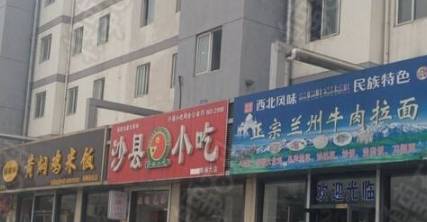 黄焖鸡米饭
沙县小吃
西北风味
民族特色
正宗兰州牛肉拉面
欢迎光临